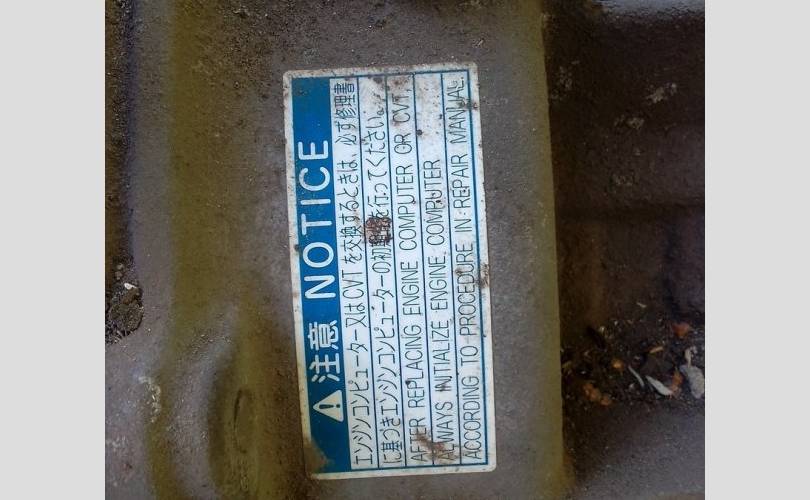 注意 NOTICE
エンジンコンピューター又はCVTを交換するときは、必ず修理書
に基づきエンジンコンピューターの初期化を行ってください。
AFTER REPLACING ENGINE COMPUTER OR CVT,
ALWAYS INITIALIZE ENGINE COMPUTER
ACCORDING TO PROCEDURE IN REPAIR MANUAL.